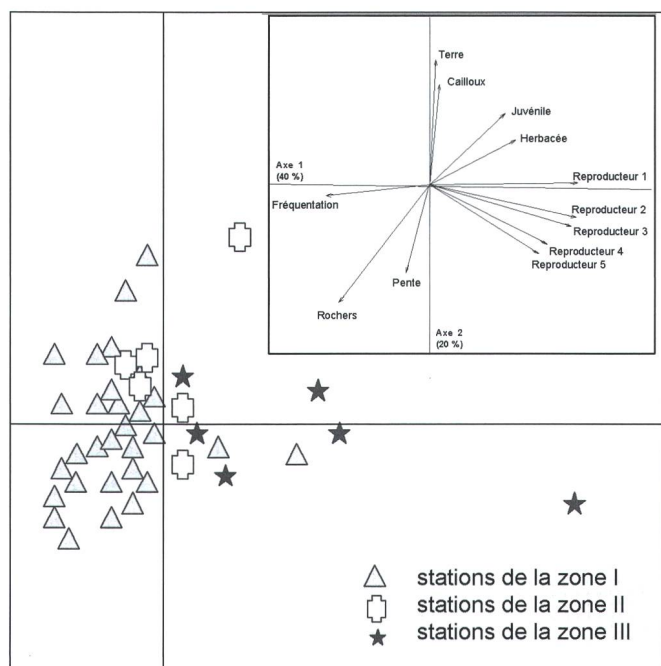 Terre
Cailloux
Juvénile
Herbacée
Axe 1
(40 %)
Reproducteur 1
Fréquentation
Reproducteur 2
Reproducteur 3
Reproducteur 4
Reproducteur 5
Pente
Rochers
Axe 2
(20 %)
stations de la zone I
stations de la zone II
stations de la zone III